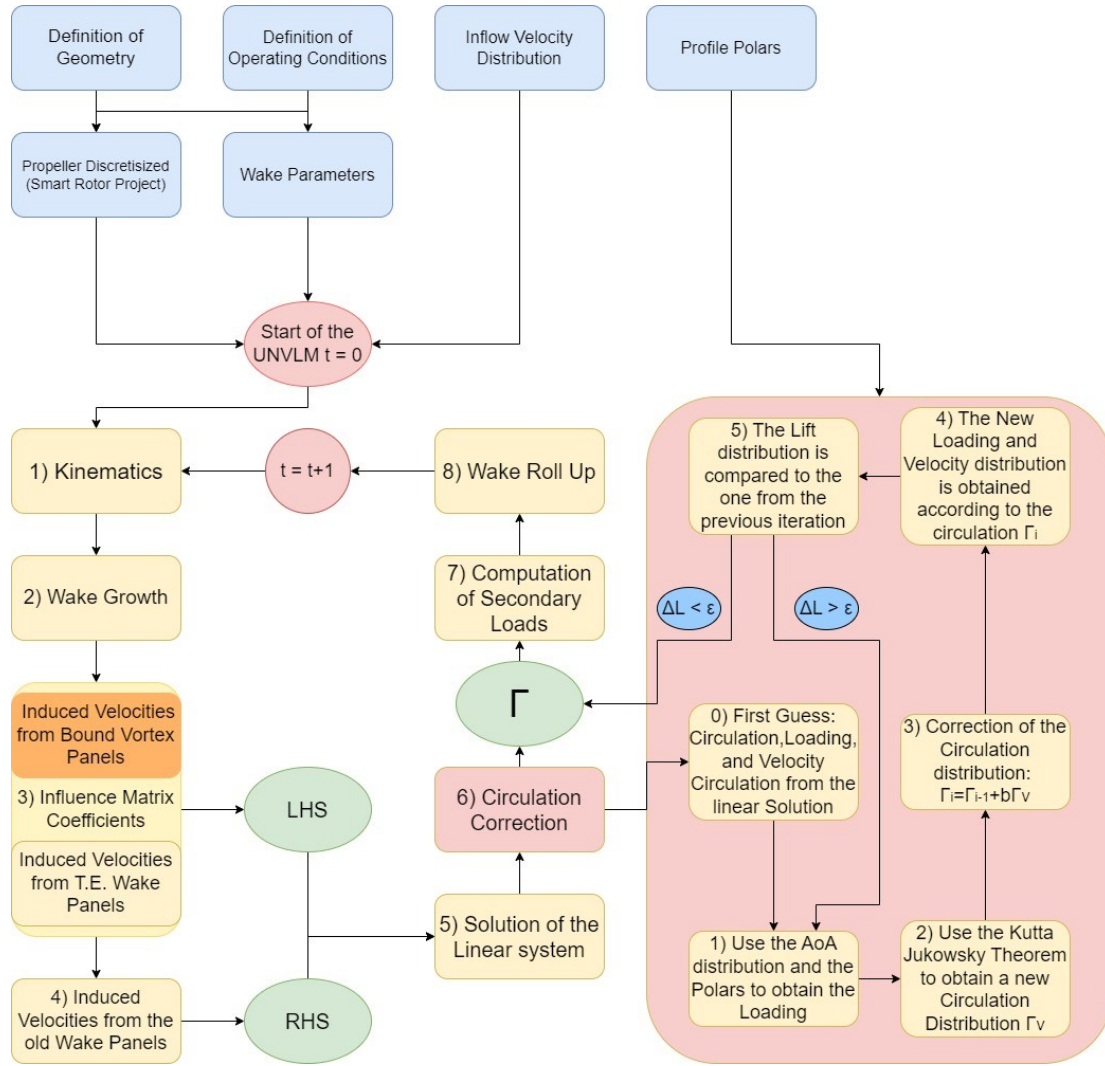 Definition of
Geometry
Definition of
Operating Conditions
Inflow Velocity
Distribution
Profile Polars
Propeller Discretisized
(Smart Rotor Project)
Wake Parameters
Start of the
UNVLM t = 0
1) Kinematics
t = t+1
8) Wake Roll Up
2) Wake Growth
7) Computation
of Secondary
Loads
Induced Velocities
from Bound Vortex
Panels
3) Influence Matrix
Coefficients
Induced Velocities
from T.E. Wake
Panels
LHS
4) Induced
Velocities from the
old Wake Panels
RHS
5) Solution of the
Linear system
6) Circulation
Correction
Γ
5) The Lift
distribution is
compared to the
one from the
previous iteration
4) The New
Loading and
Velocity distribution
is obtained
according to the
circulation Γi
ΔL < ε
ΔL > ε
0) First Guess:
Circulation,Loading,
and Velocity
Circulation from the
linear Solution
3) Correction of the
Circulation
distribution:
Γi=Γi-1+bΓV
1) Use the AoA
distribution and the
Polars to obtain the
Loading
2) Use the Kutta
Jukowsky Theorem
to obtain a new
Circulation
Distribution ΓV